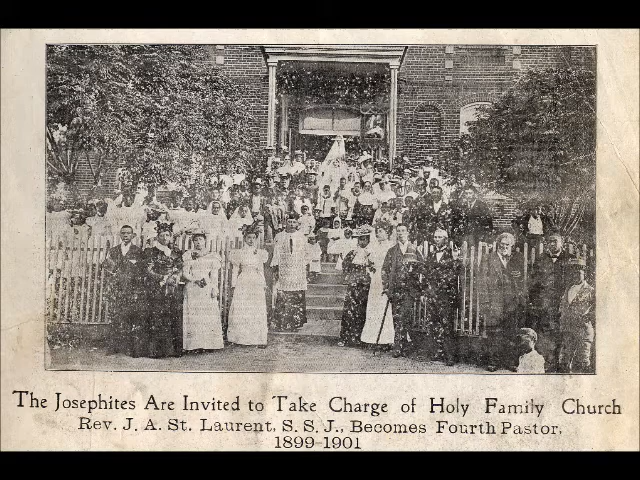 The Josephites Are Invited to Take Charge of Holy Family Church
Rev. J. A. St. Laurent, S. S. J., Becomes Fourth Pastor,
1899-1901